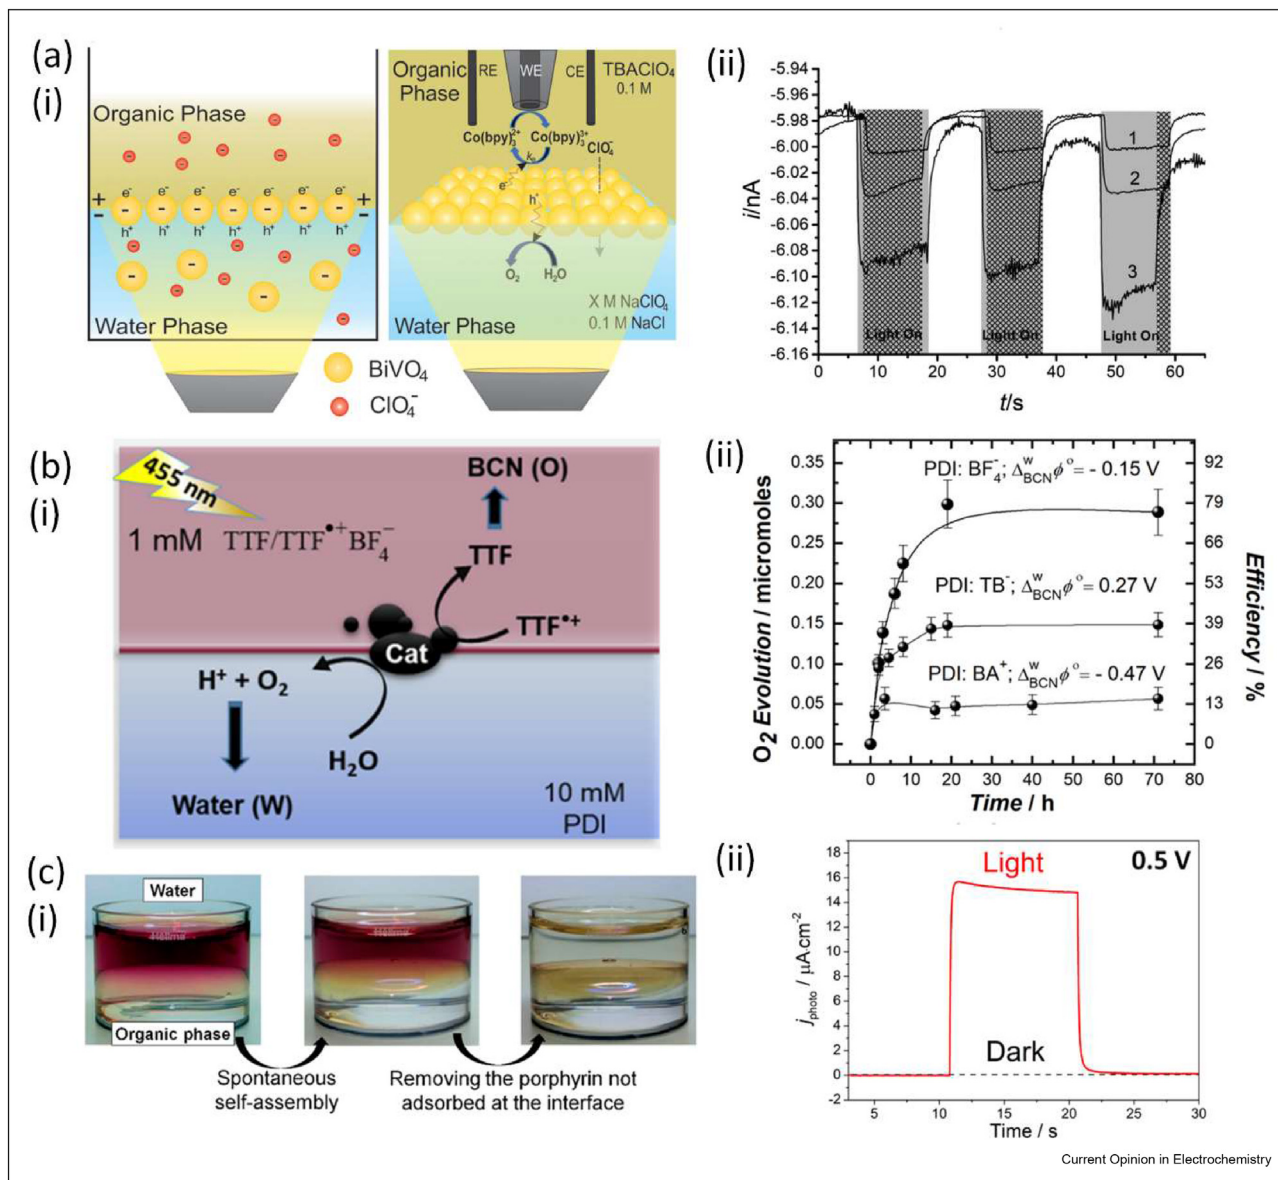 (a)
(i)
Organic Phase
+ e⁻ e⁻ e⁻ e⁻ e⁻ e⁻ e⁻ +
- h⁺ h⁺ h⁺ h⁺ h⁺ h⁺ h⁺ -
Water Phase
BiVO₄
ClO₄⁻
Organic
Phase
RE WE CE TBAClO₄
0.1 M
Co(bpy)₃²⁺ Co(bpy)₃³⁺ ClO₄⁻
e⁻
h⁺
O₂ H₂O
X M NaClO₄
0.1 M NaCl
Water Phase
(ii)
i/nA
-5.94
-5.96
-5.98
-6.00
-6.02
-6.04
-6.06
-6.08
-6.10
-6.12
-6.14
-6.16
1
2
3
Light On Light On Light On
0 10 20 30 40 50 60
t/s
(b)
(i)
455 nm
BCN (O)
1 mM TTF/TTF•+BF₄⁻
TTF
TTF•+
Cat
H⁺ + O₂
H₂O
Water (W)
10 mM
PDI
(ii)
O₂ Evolution / micromoles
0.35
0.30
0.25
0.20
0.15
0.10
0.05
0.00
PDI: BF₄⁻; Δ^w_BCN ϕ° = - 0.15 V
PDI: TB⁻; Δ^w_BCN ϕ° = 0.27 V
PDI: BA⁺; Δ^w_BCN ϕ° = - 0.47 V
92
79
66
53
39
26
13
0
Efficiency / %
0 10 20 30 40 50 60 70 80
Time / h
(c)
(i)
Water
Hellma Hellma
Organic phase
Spontaneous
self-assembly
Removing the porphyrin not
adsorbed at the interface
(ii)
j_photo / μA.cm⁻²
18
16
14
12
10
8
6
4
2
0
-2
Light
0.5 V
Dark
5 10 15 20 25 30
Time / s
Current Opinion in Electrochemistry